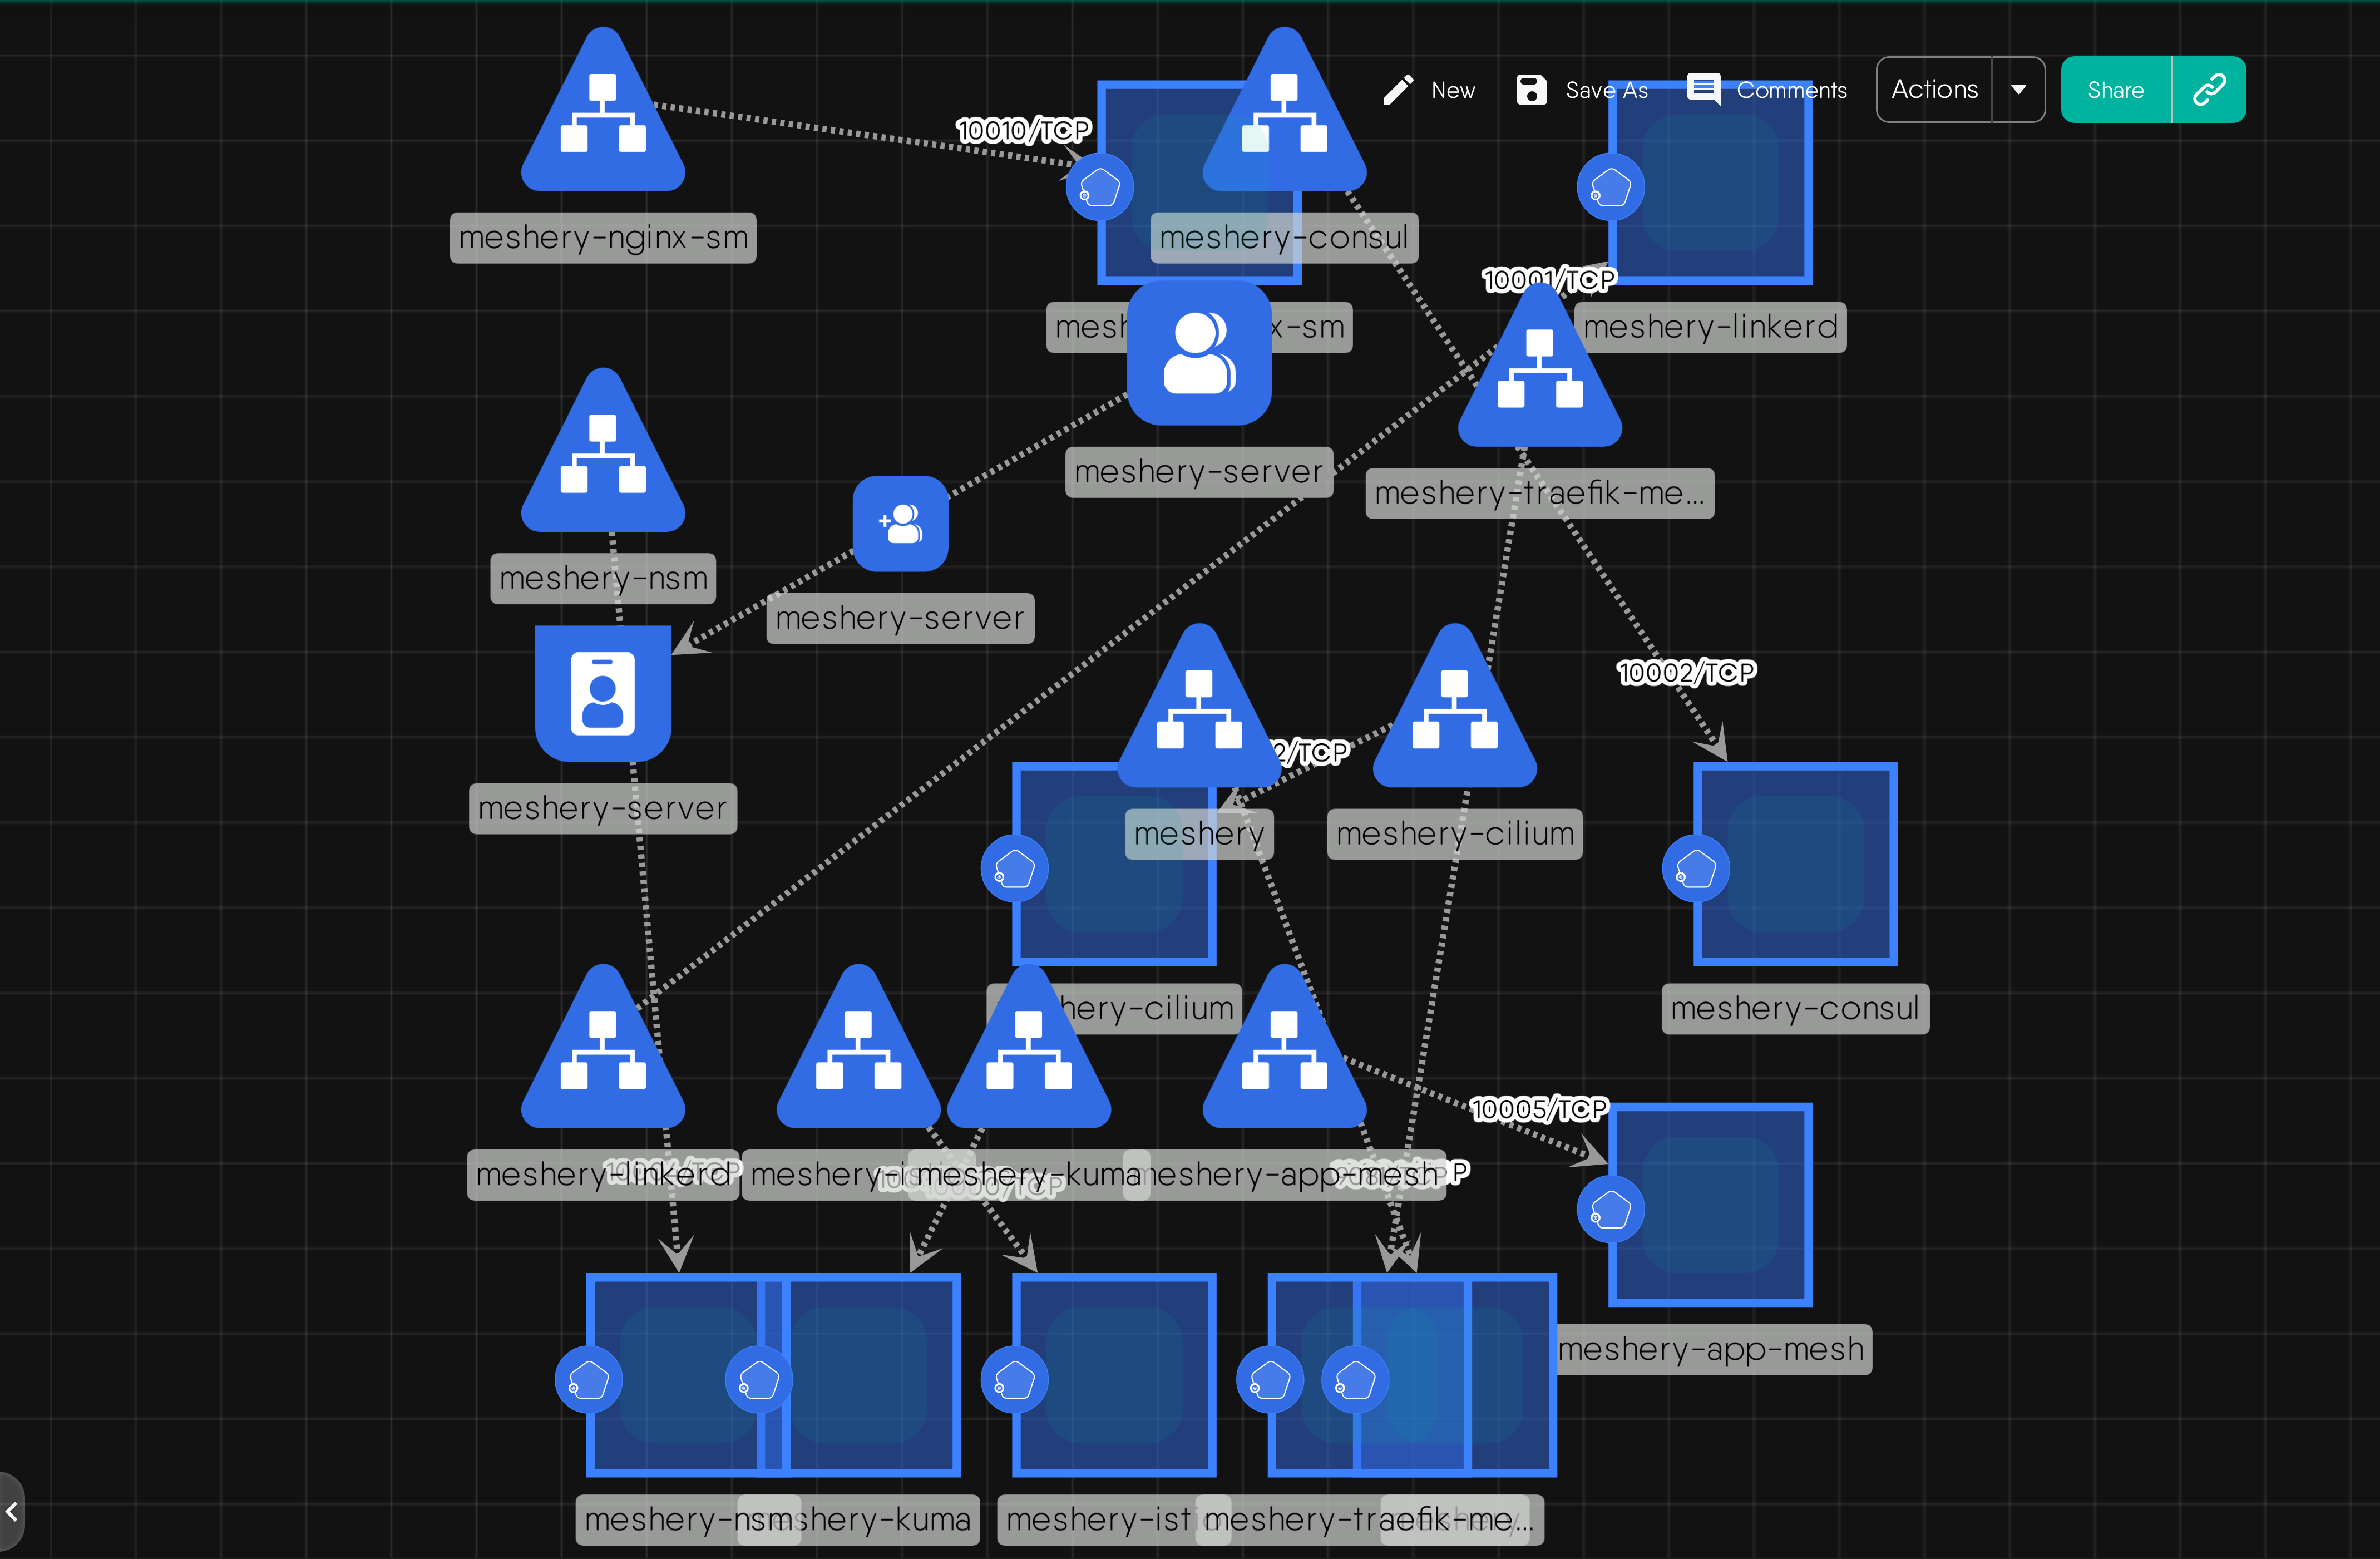 New
Save As
Comments
Actions
Share
10010/TCP
meshery-nginx-sm
meshery-consul
10001/TCP
x-sm
meshery-linkerd
meshery-server
meshery-traefik-me...
meshery-nsm
meshery-server
10002/TCP
2/TCP
meshery-server
meshery
meshery-cilium
hery-cilium
meshery-consul
10005/TCP
meshery-linkerd
meshery-kuma
meshery-app-mesh
meshery-app-mesh
meshery-nsm
shery-kuma
meshery-isti
meshery-traefik-me...